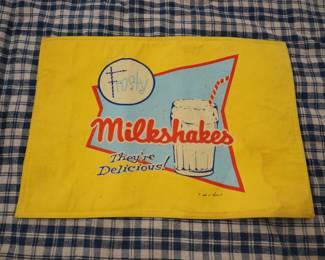 Frosty
Milkshakes
They're
Delicious!